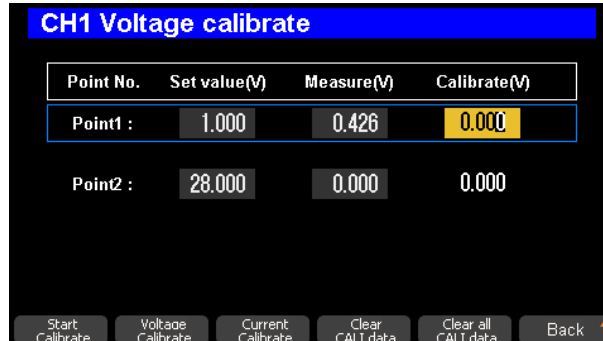 CH1 Voltage calibrate
Point No. Set value(V) Measure(V) Calibrate(V)
Point1 : 1.000 0.426 0.000
Point2 : 28.000 0.000 0.000
Start Voltage Current Clear Clear all
Calibrate Calibrate Calibrate CALI data CALI data Back